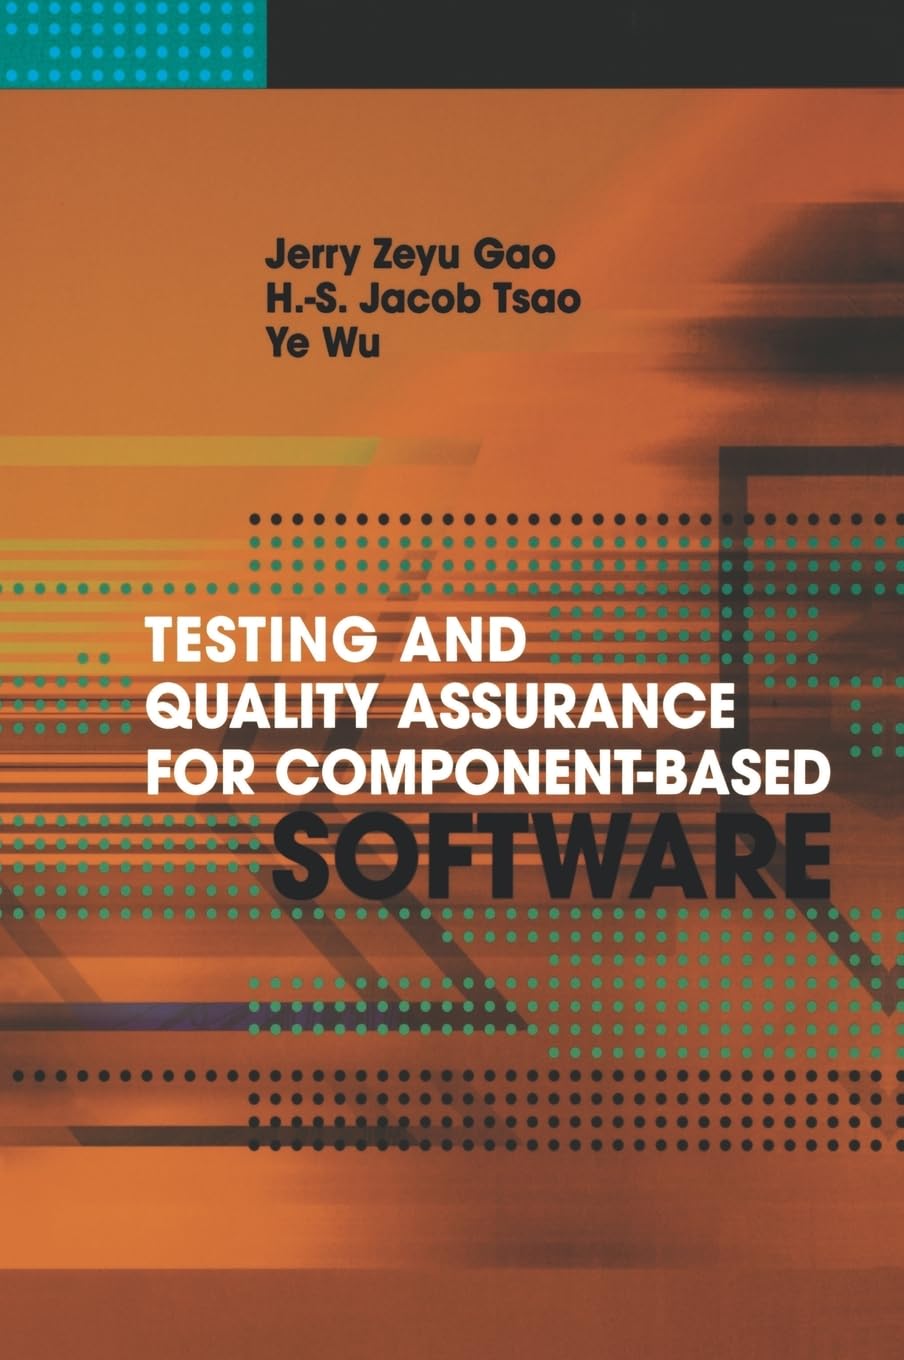 Jerry Zeyu Gao
H.-S. Jacob Tsao
Ye Wu
TESTING AND
QUALITY ASSURANCE
FOR COMPONENT-BASED
SOFTWARE